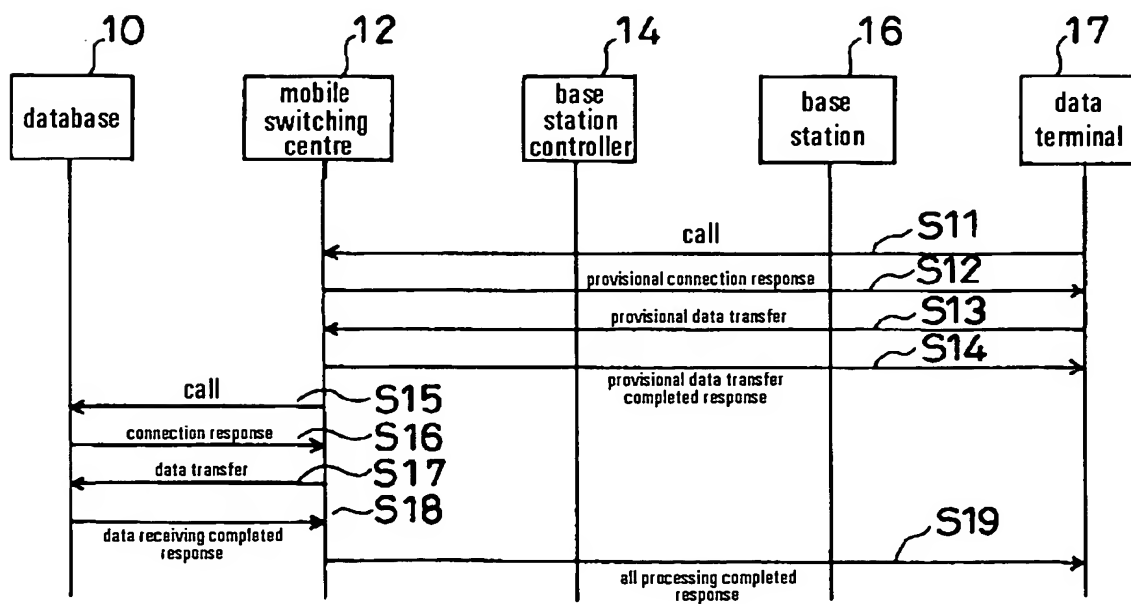 10
12
14
16
17
database
mobile
switching
centre
base
station
controller
base
station
data
terminal
call
S11
provisional connection response
S12
provisional data transfer
S13
S14
provisional data transfer
completed response
call
S15
connection response
S16
data transfer
S17
S18
data receiving completed
response
S19
all processing completed
response